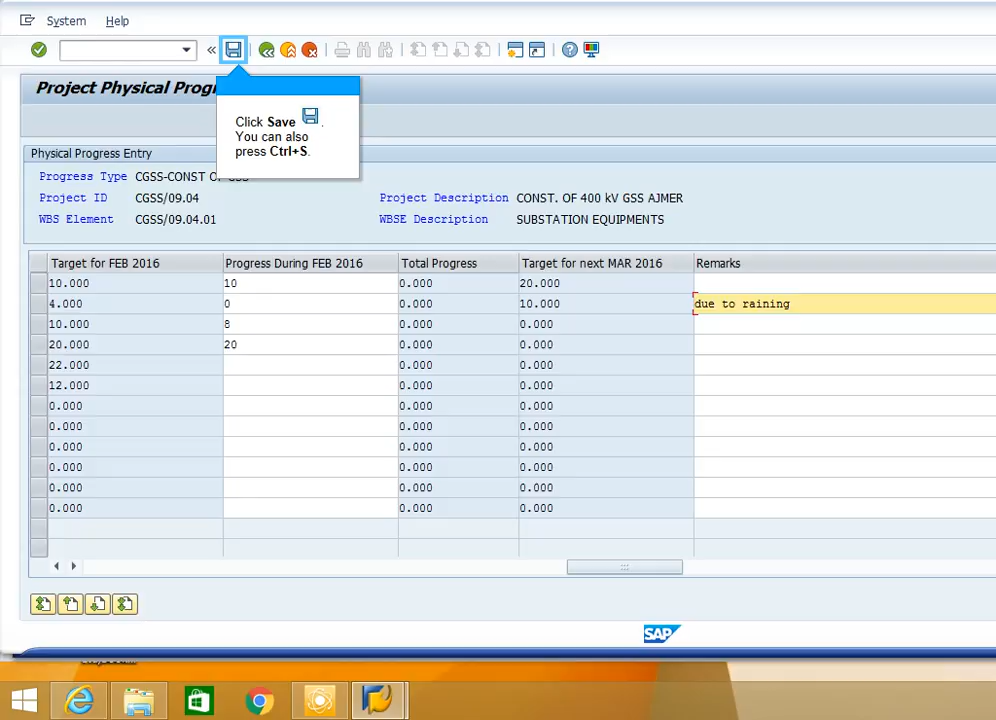 System Help
Project Physical Progr
Click Save .
You can also
press Ctrl+S.
Physical Progress Entry
Progress Type CGSS-CONST OF GSS
Project ID CGSS/09.04 Project Description CONST. OF 400 kV GSS AJMER
WBS Element CGSS/09.04.01 WBSE Description SUBSTATION EQUIPMENTS
Target for FEB 2016 Progress During FEB 2016 Total Progress Target for next MAR 2016 Remarks
10.000 10 0.000 20.000
4.000 0 0.000 10.000 due to raining
10.000 8 0.000 0.000
20.000 20 0.000 0.000
22.000 0.000 0.000
12.000 0.000 0.000
0.000 0.000 0.000
0.000 0.000 0.000
0.000 0.000 0.000
0.000 0.000 0.000
0.000 0.000 0.000
0.000 0.000 0.000
SAP